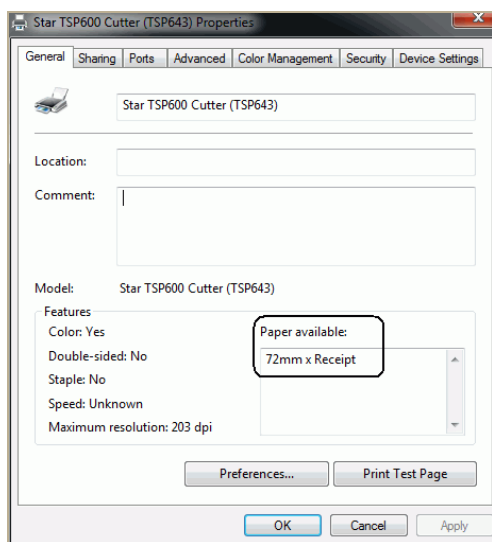 Star TSP600 Cutter (TSP643) Properties
General Sharing Ports Advanced Color Management Security Device Settings
Star TSP600 Cutter (TSP643)
Location:
Comment:
Model: Star TSP600 Cutter (TSP643)
Features
Color: Yes
Paper available:
Double-sided: No
72mm x Receipt
Staple: No
Speed: Unknown
Maximum resolution: 203 dpi
Preferences... Print Test Page
OK Cancel Apply